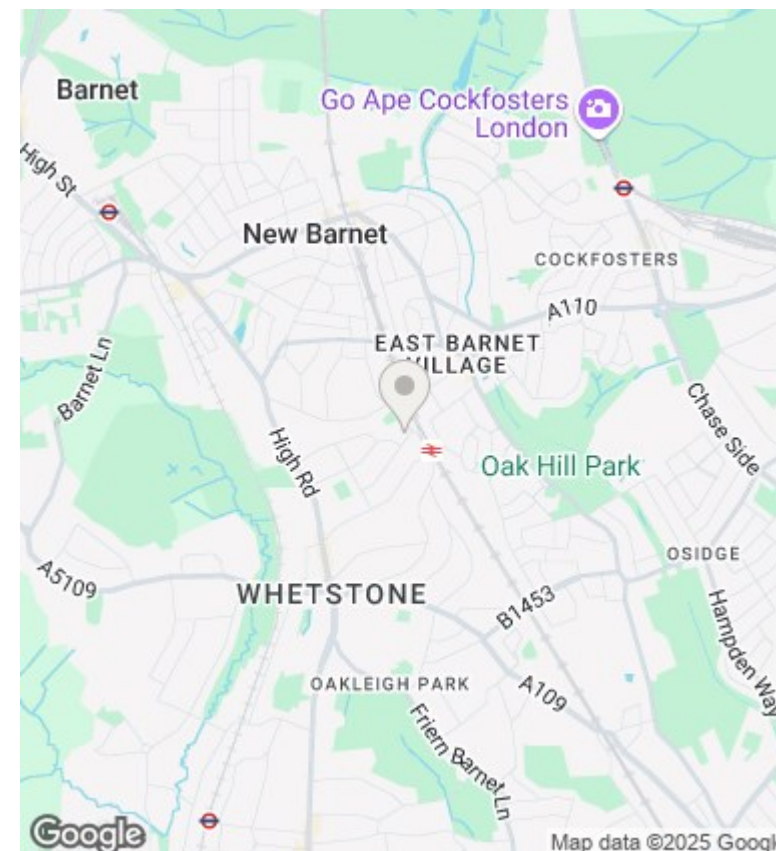 Barnet
Go Ape Cockfosters
London
High St
New Barnet
COCKFOSTERS
A110
EAST BARNET
VILLAGE
Barnet Ln
Chase Side
High Rd
Oak Hill Park
OSIDGE
A5109
WHETSTONE
B1453
Hampden Way
OAKLEIGH PARK
A109
Friern Barnet Ln
Google
Map data ©2025 Googl